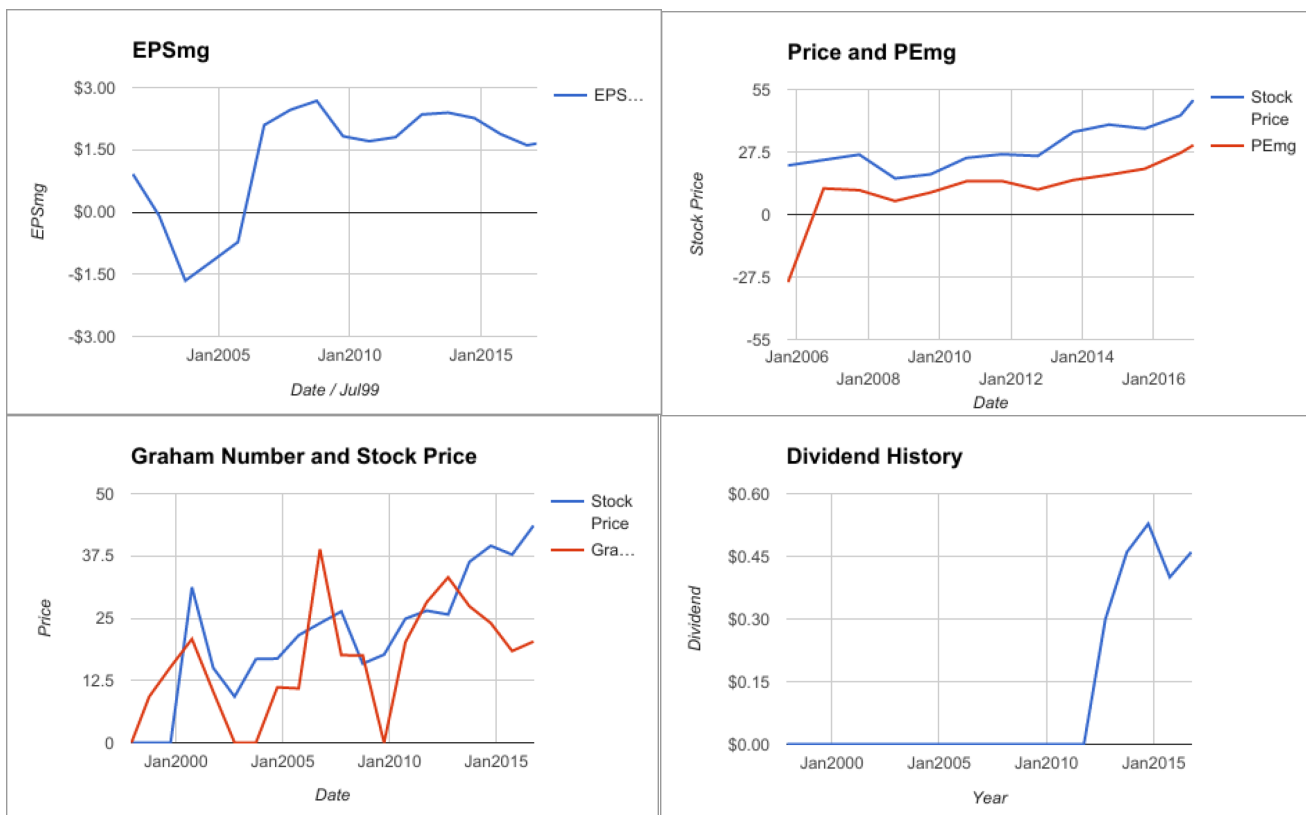 EPSmg
$3.00
EPS…
$1.50
$0.00
-$1.50
-$3.00
EPSmg
Jan2005 Jan2010 Jan2015
Date / Jul99
Price and PEmg
55
Stock
Price
PEmg
27.5
0
-27.5
-55
Stock Price
Jan2006 Jan2010 Jan2014
Jan2008 Jan2012 Jan2016
Date
Graham Number and Stock Price
50
Stock
Price
Gra…
37.5
25
12.5
0
Price
Jan2000 Jan2005 Jan2010 Jan2015
Date
Dividend History
$0.60
$0.45
$0.30
$0.15
$0.00
Dividend
Jan2000 Jan2005 Jan2010 Jan2015
Year